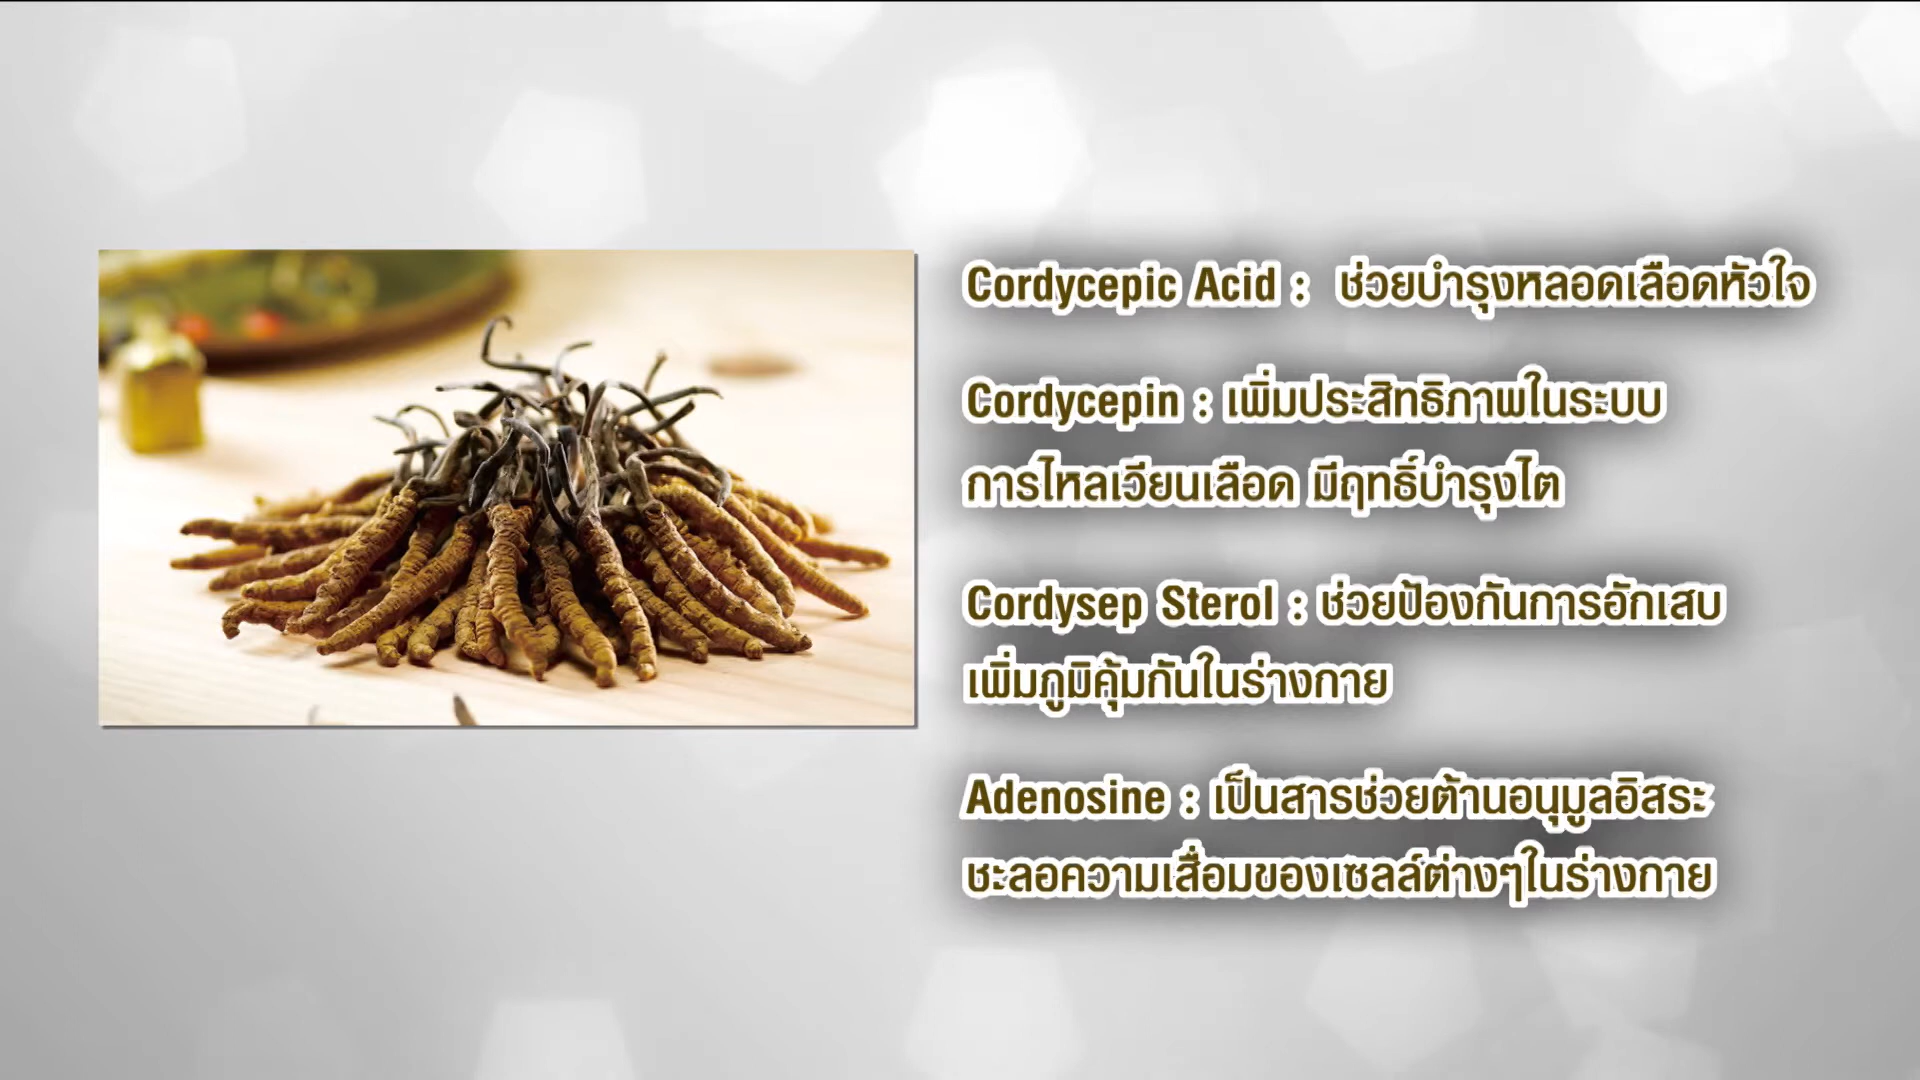 Cordycepic Acid : ช่วยบำรุงหลอดเลือดหัวใจ
Cordycepin : เพิ่มประสิทธิภาพในระบบ
การไหลเวียนเลือด มีฤทธิ์บำรุงไต
Cordysep Sterol : ช่วยป้องกันการอักเสบ
เพิ่มภูมิคุ้มกันในร่างกาย
Adenosine : เป็นสารช่วยต้านอนุมูลอิสระ
ชะลอความเสื่อมของเซลล์ต่างๆในร่างกาย